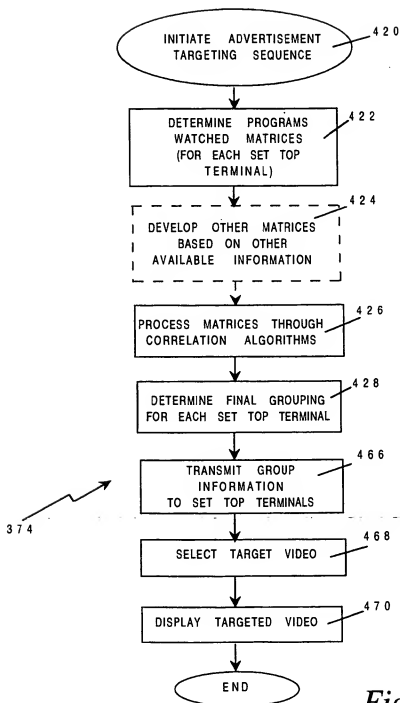 INITIATE ADVERTISEMENT
TARGETING SEQUENCE
420
DETERMINE PROGRAMS
WATCHED MATRICES
(FOR EACH SET TOP
TERMINAL)
422
DEVELOP OTHER MATRICES
BASED ON OTHER
AVAILABLE INFORMATION
424
PROCESS MATRICES THROUGH
CORRELATION ALGORITHMS
426
DETERMINE FINAL GROUPING
FOR EACH SET TOP TERMINAL
428
TRANSMIT GROUP
INFORMATION
TO SET TOP TERMINALS
466
374
SELECT TARGET VIDEO
468
DISPLAY TARGETED VIDEO
470
END
Fig